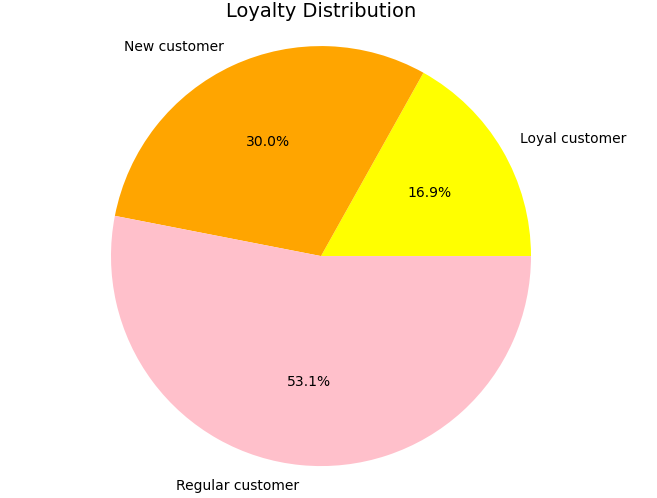 Loyalty Distribution
New customer
Loyal customer
30.0%
16.9%
53.1%
Regular customer